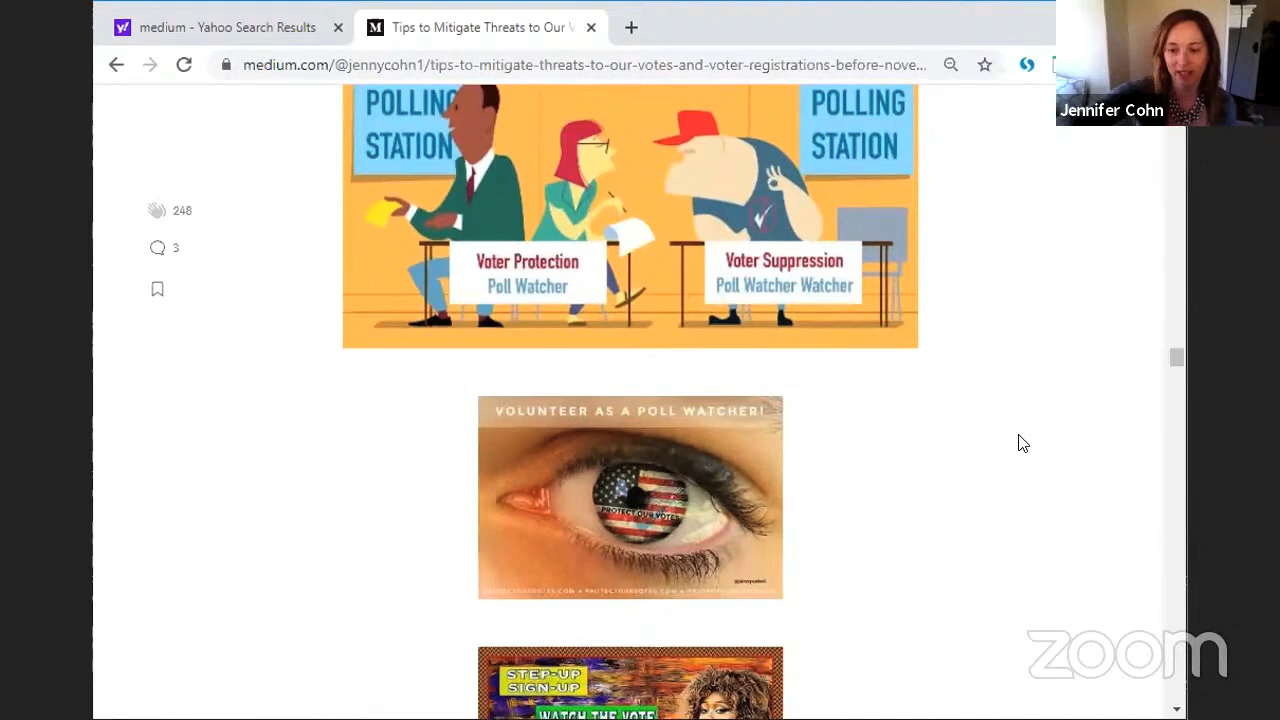 medium - Yahoo Search Results
Tips to Mitigate Threats to Our V
medium.com/@jennycohn1/tips-to-mitigate-threats-to-our-votes-and-voter-registrations-before-nove...
Jennifer Cohn
POLLING
STATION
POLLING
STATION
248
3
Voter Protection
Poll Watcher
Voter Suppression
Poll Watcher Watcher
VOLUNTEER AS A POLL WATCHER!
PROTECT OUR VOTES
STEP-UP
SIGN-UP
WATCH THE VOTE
zoom